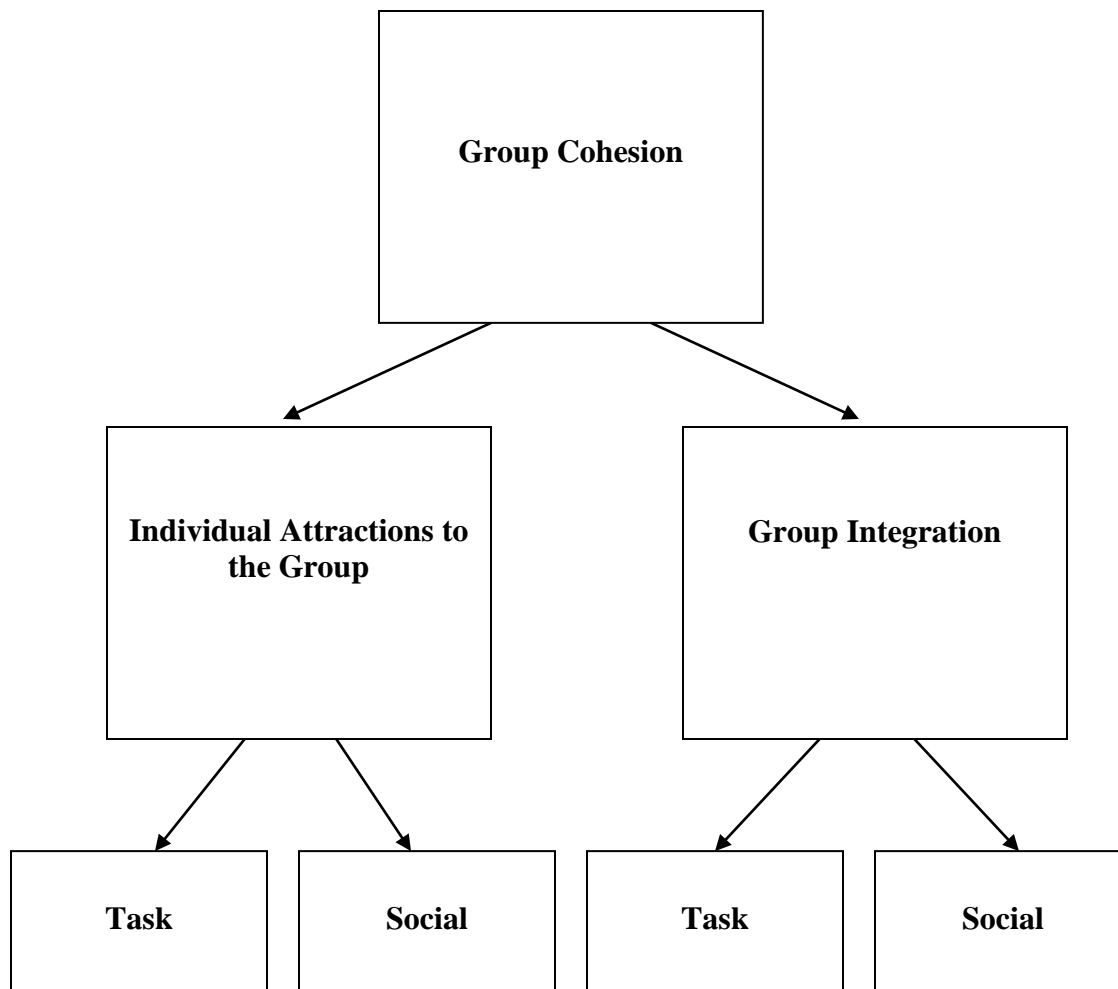 Group Cohesion
Individual Attractions to
the Group
Group Integration
Task
Social
Task
Social